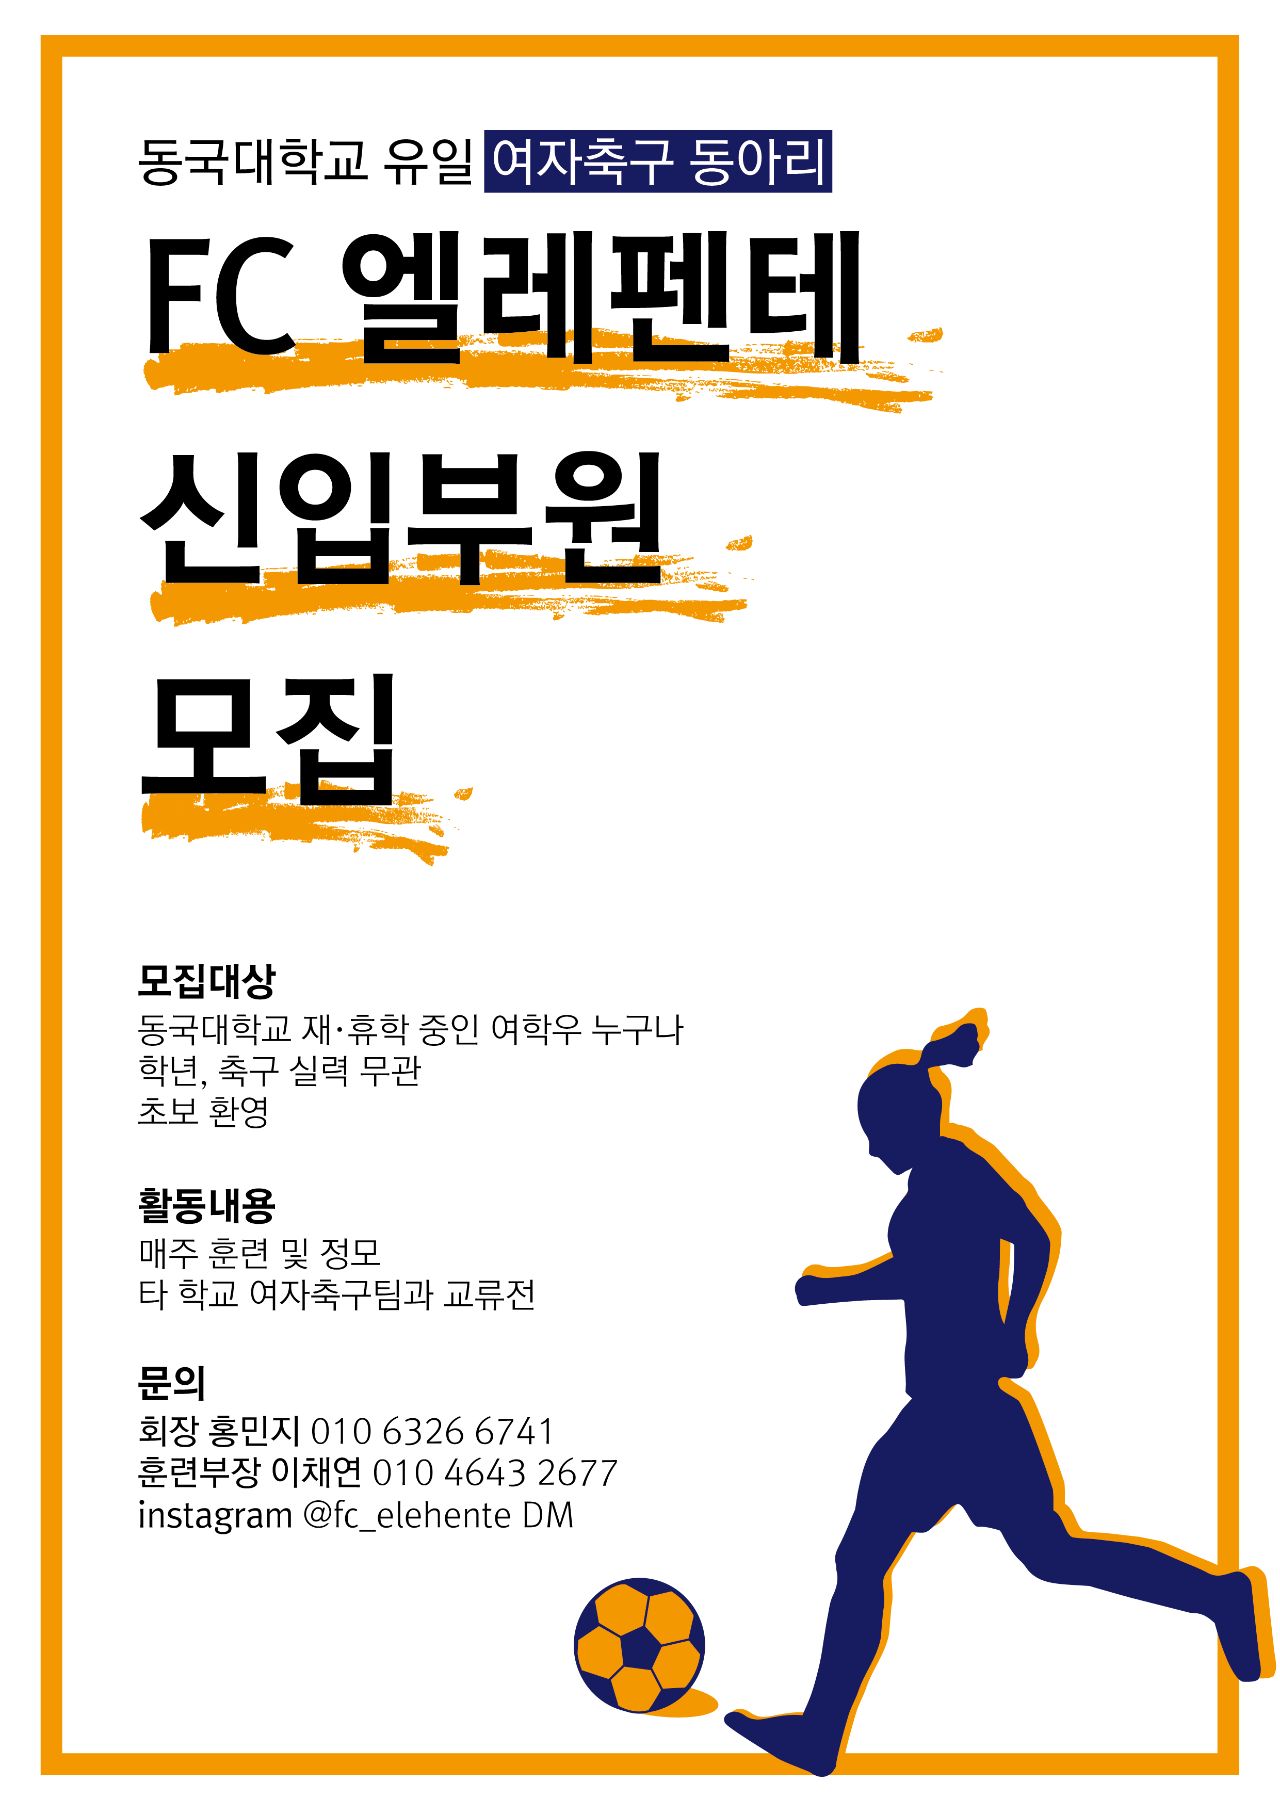 동국대학교 유일 여자축구 동아리
FC 엘레펜테
신입부원
모집
모집대상
동국대학교 재·휴학 중인 여학우 누구나
학년, 축구 실력 무관
초보 환영
활동내용
매주 훈련 및 정모
타 학교 여자축구팀과 교류전
문의
회장 홍민지 010 6326 6741
훈련부장 이채연 010 4643 2677
instagram @fc_elehente DM